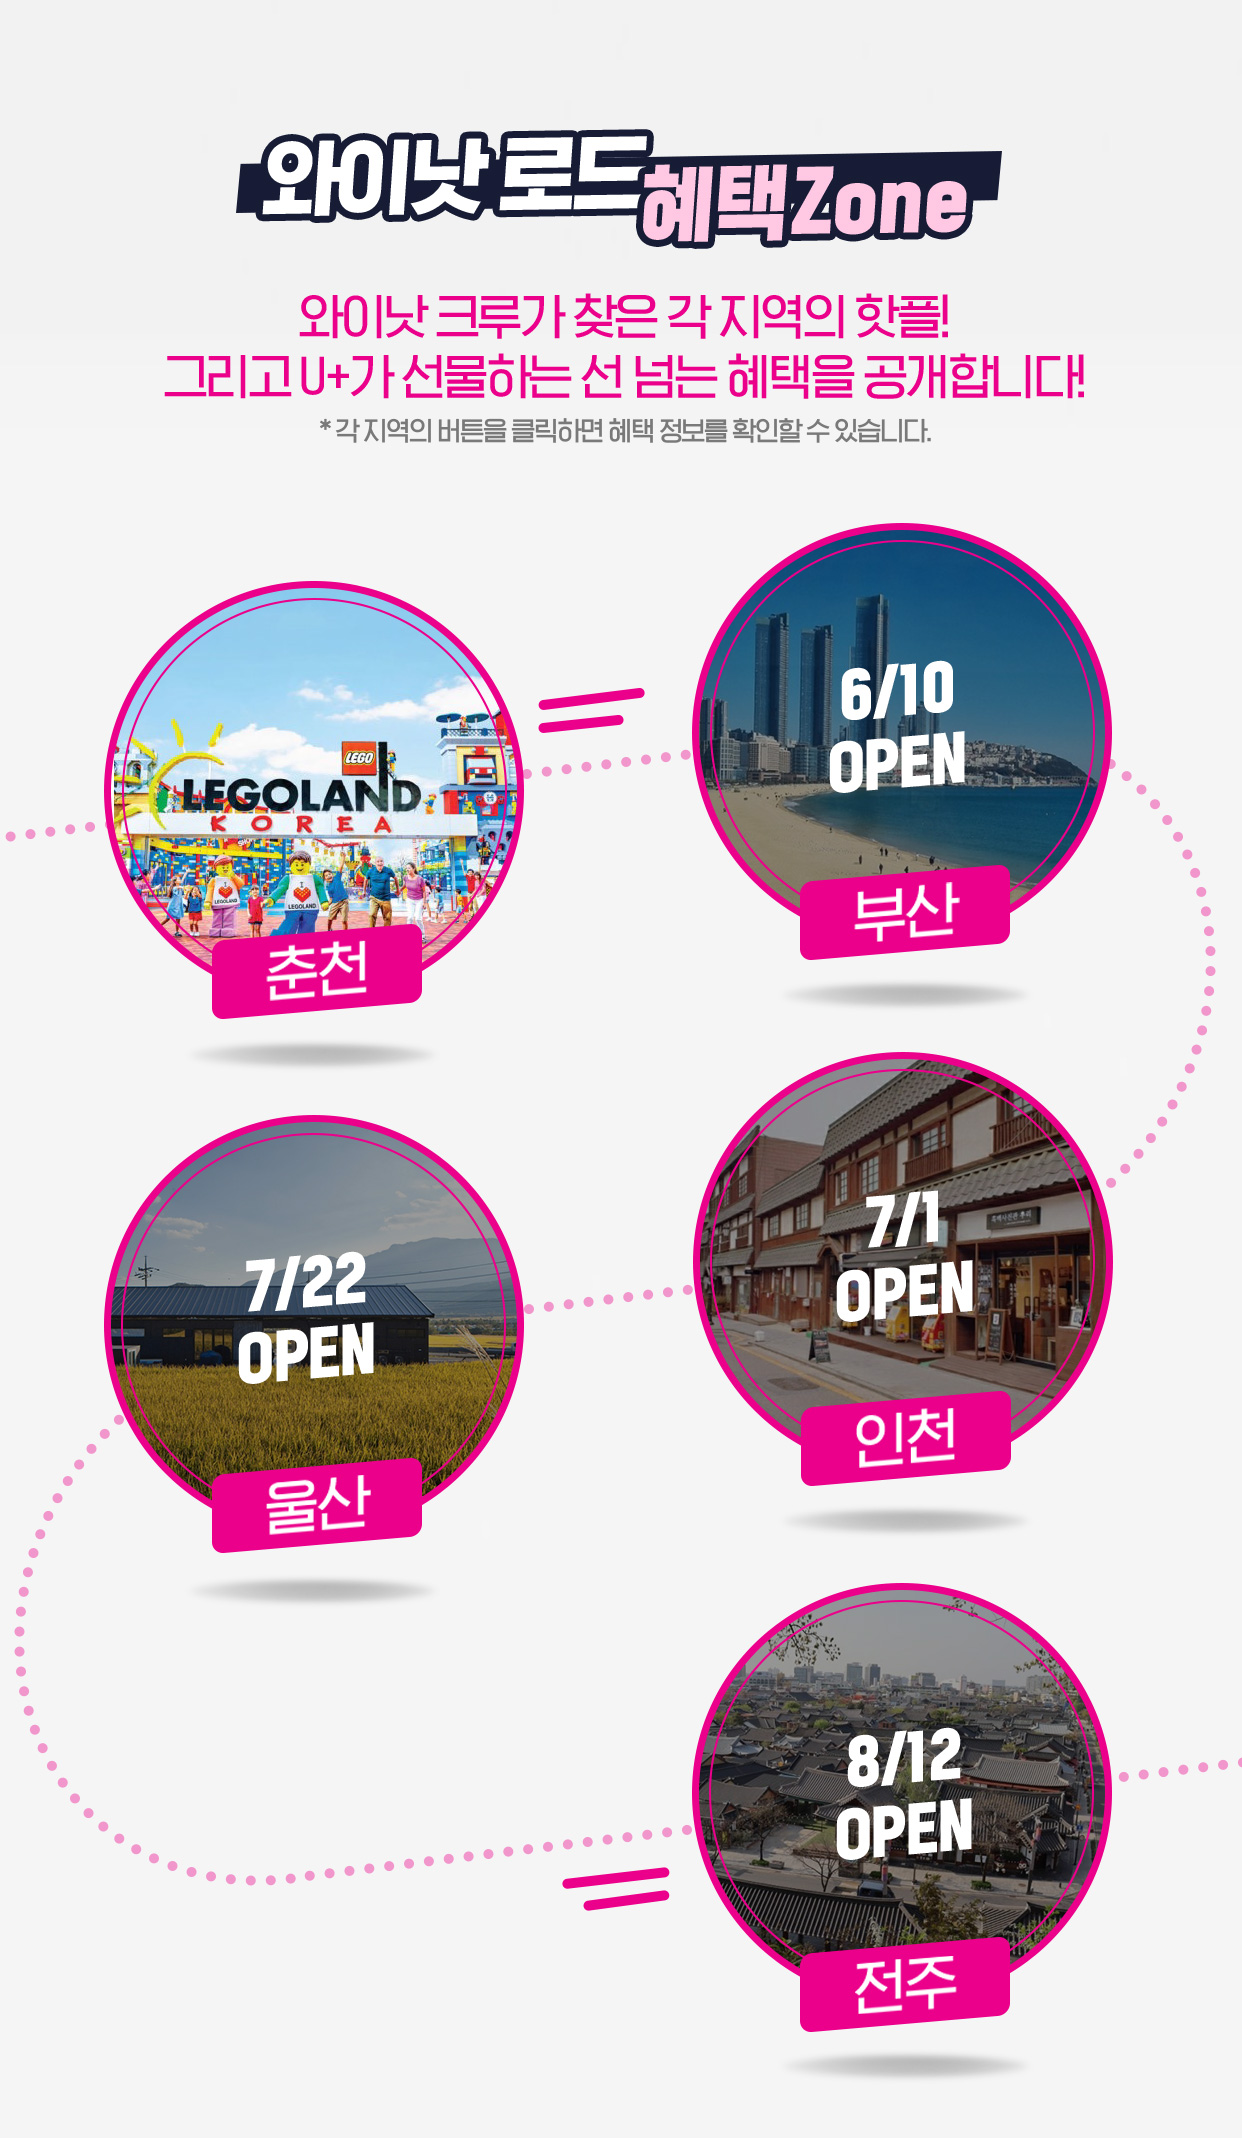 와이낫 로드 혜택Zone
와이낫 크루가 찾은 각 지역의 핫플!
그리고 U+가 선물하는 선 넘는 혜택을 공개합니다!
* 각 지역의 버튼을 클릭하면 혜택 정보를 확인할 수 있습니다.
LEGO
LEGOLAND
KOREA
I
LEGOLAND
I
LEGOLAND
춘천
6/10
OPEN
부산
7/1
OPEN
인천
7/22
OPEN
울산
8/12
OPEN
전주